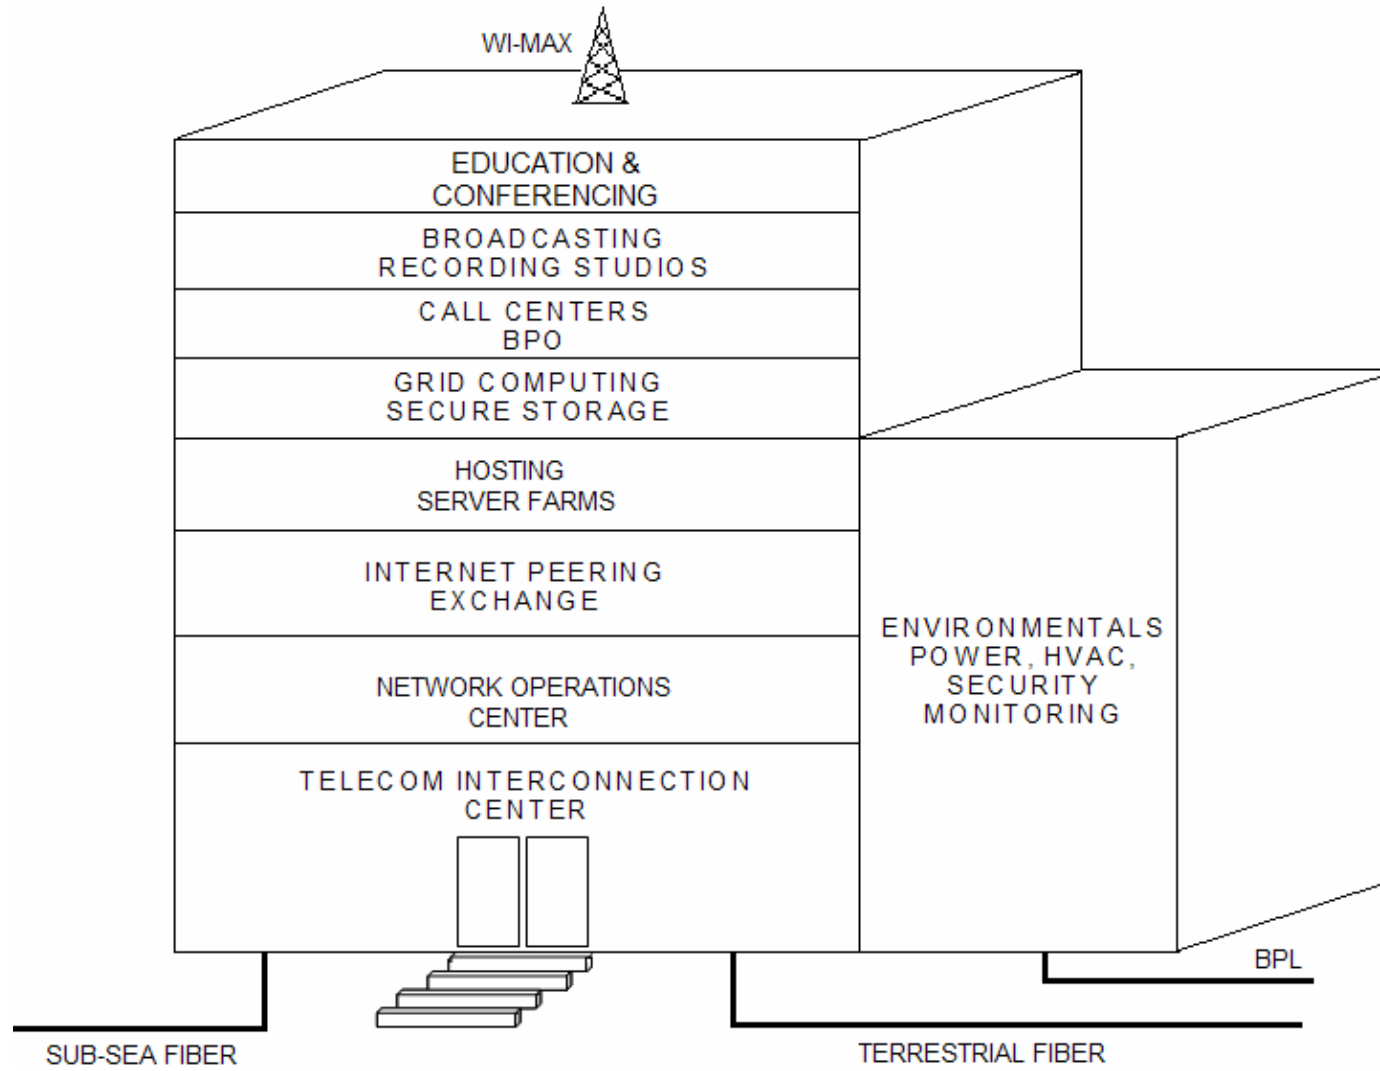 WI-MAX
EDUCATION &
CONFERENCING
BROADCASTING
RECORDING STUDIOS
CALL CENTERS
BPO
GRID COMPUTING
SECURE STORAGE
HOSTING
SERVER FARMS
INTERNET PEERING
EXCHANGE
NETWORK OPERATIONS
CENTER
TELECOM INTERCONNECTION
CENTER
ENVIRONMENTALS
POWER, HVAC,
SECURITY
MONITORING
BPL
SUB-SEA FIBER
TERRESTRIAL FIBER